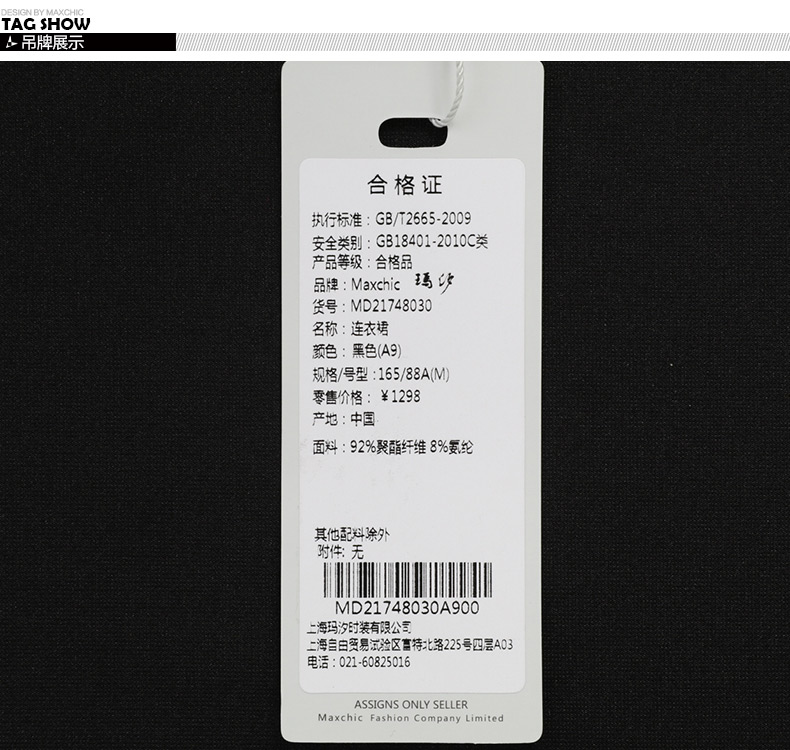 DESIGN BY MAXCHIC
TAG SHOW
吊牌展示
合格证
执行标准：GB/T2665-2009
安全类别：GB18401-2010C类
产品等级：合格品
品牌：Maxchic 玛汐
货号：MD21748030
名称：连衣裙
颜色：黑色(A9)
规格/号型：165/88A(M)
零售价格：￥1298
产地：中国
面料：92%聚酯纤维 8%氨纶
其他配料除外
附件: 无
MD21748030A900
上海玛汐时装有限公司
上海自由贸易试验区富特北路225号四层A03
电话：021-60825016
ASSIGNS ONLY SELLER
Maxchic Fashion Company Limited